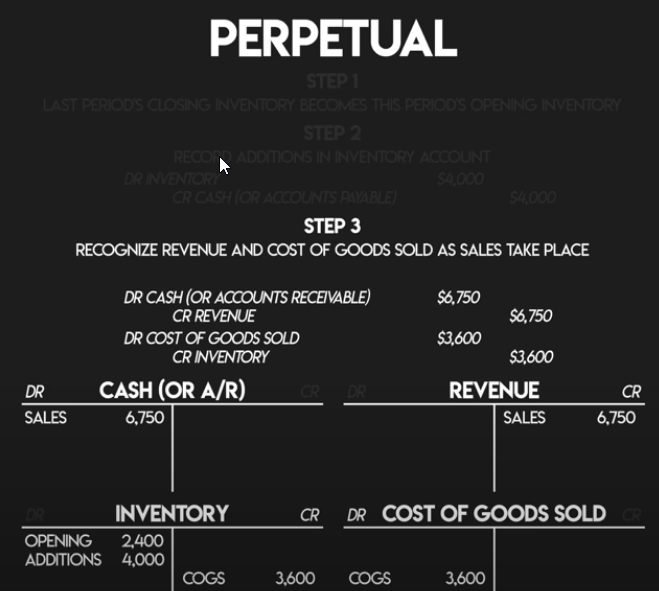 PERPETUAL
STEP 1
LAST PERIOD'S CLOSING INVENTORY BECOMES THIS PERIOD'S OPENING INVENTORY
STEP 2
RECORD ADDITIONS IN INVENTORY ACCOUNT
DR INVENTORY $4,000
CR CASH (OR ACCOUNTS PAYABLE) $4,000
STEP 3
RECOGNIZE REVENUE AND COST OF GOODS SOLD AS SALES TAKE PLACE
DR CASH (OR ACCOUNTS RECEIVABLE) $6,750
CR REVENUE $6,750
DR COST OF GOODS SOLD $3,600
CR INVENTORY $3,600
DR CASH (OR A/R) CR DR REVENUE CR
SALES 6,750 SALES 6,750
DR INVENTORY CR DR COST OF GOODS SOLD CR
OPENING 2,400
ADDITIONS 4,000
COGS 3,600 COGS 3,600